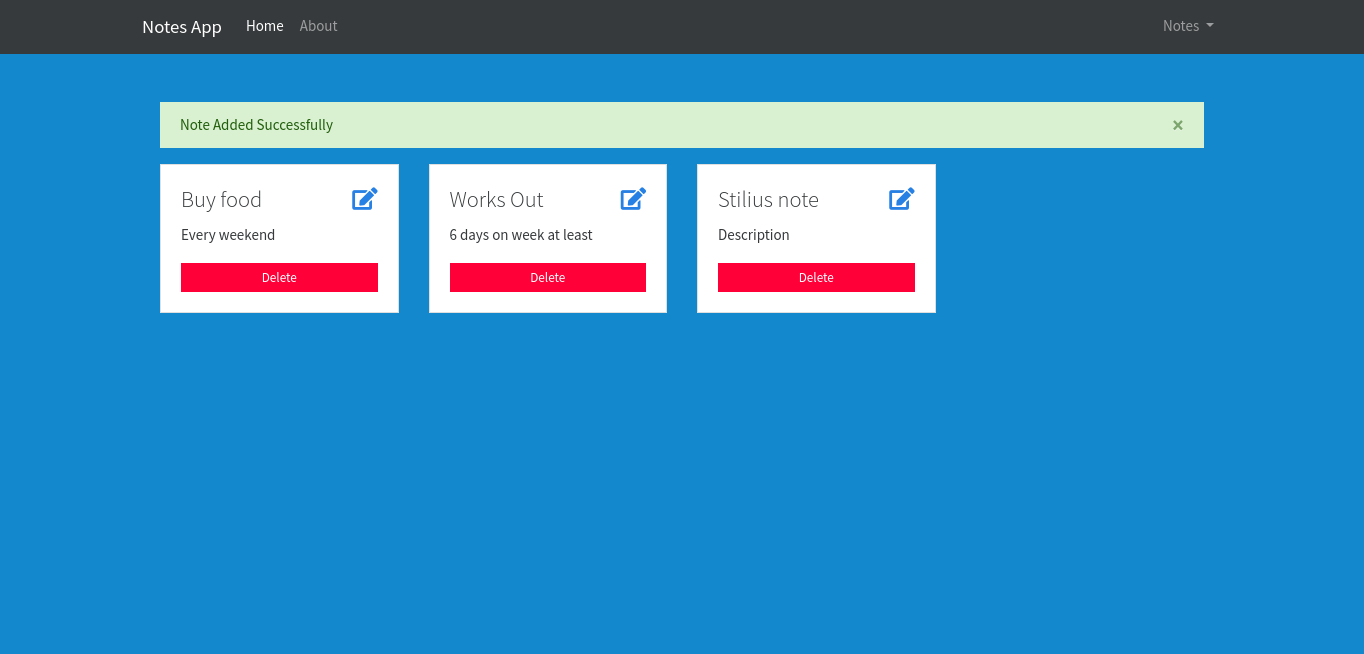 Notes App Home About Notes
Note Added Successfully ×
Buy food
Every weekend
Delete
Works Out
6 days on week at least
Delete
Stilius note
Description
Delete